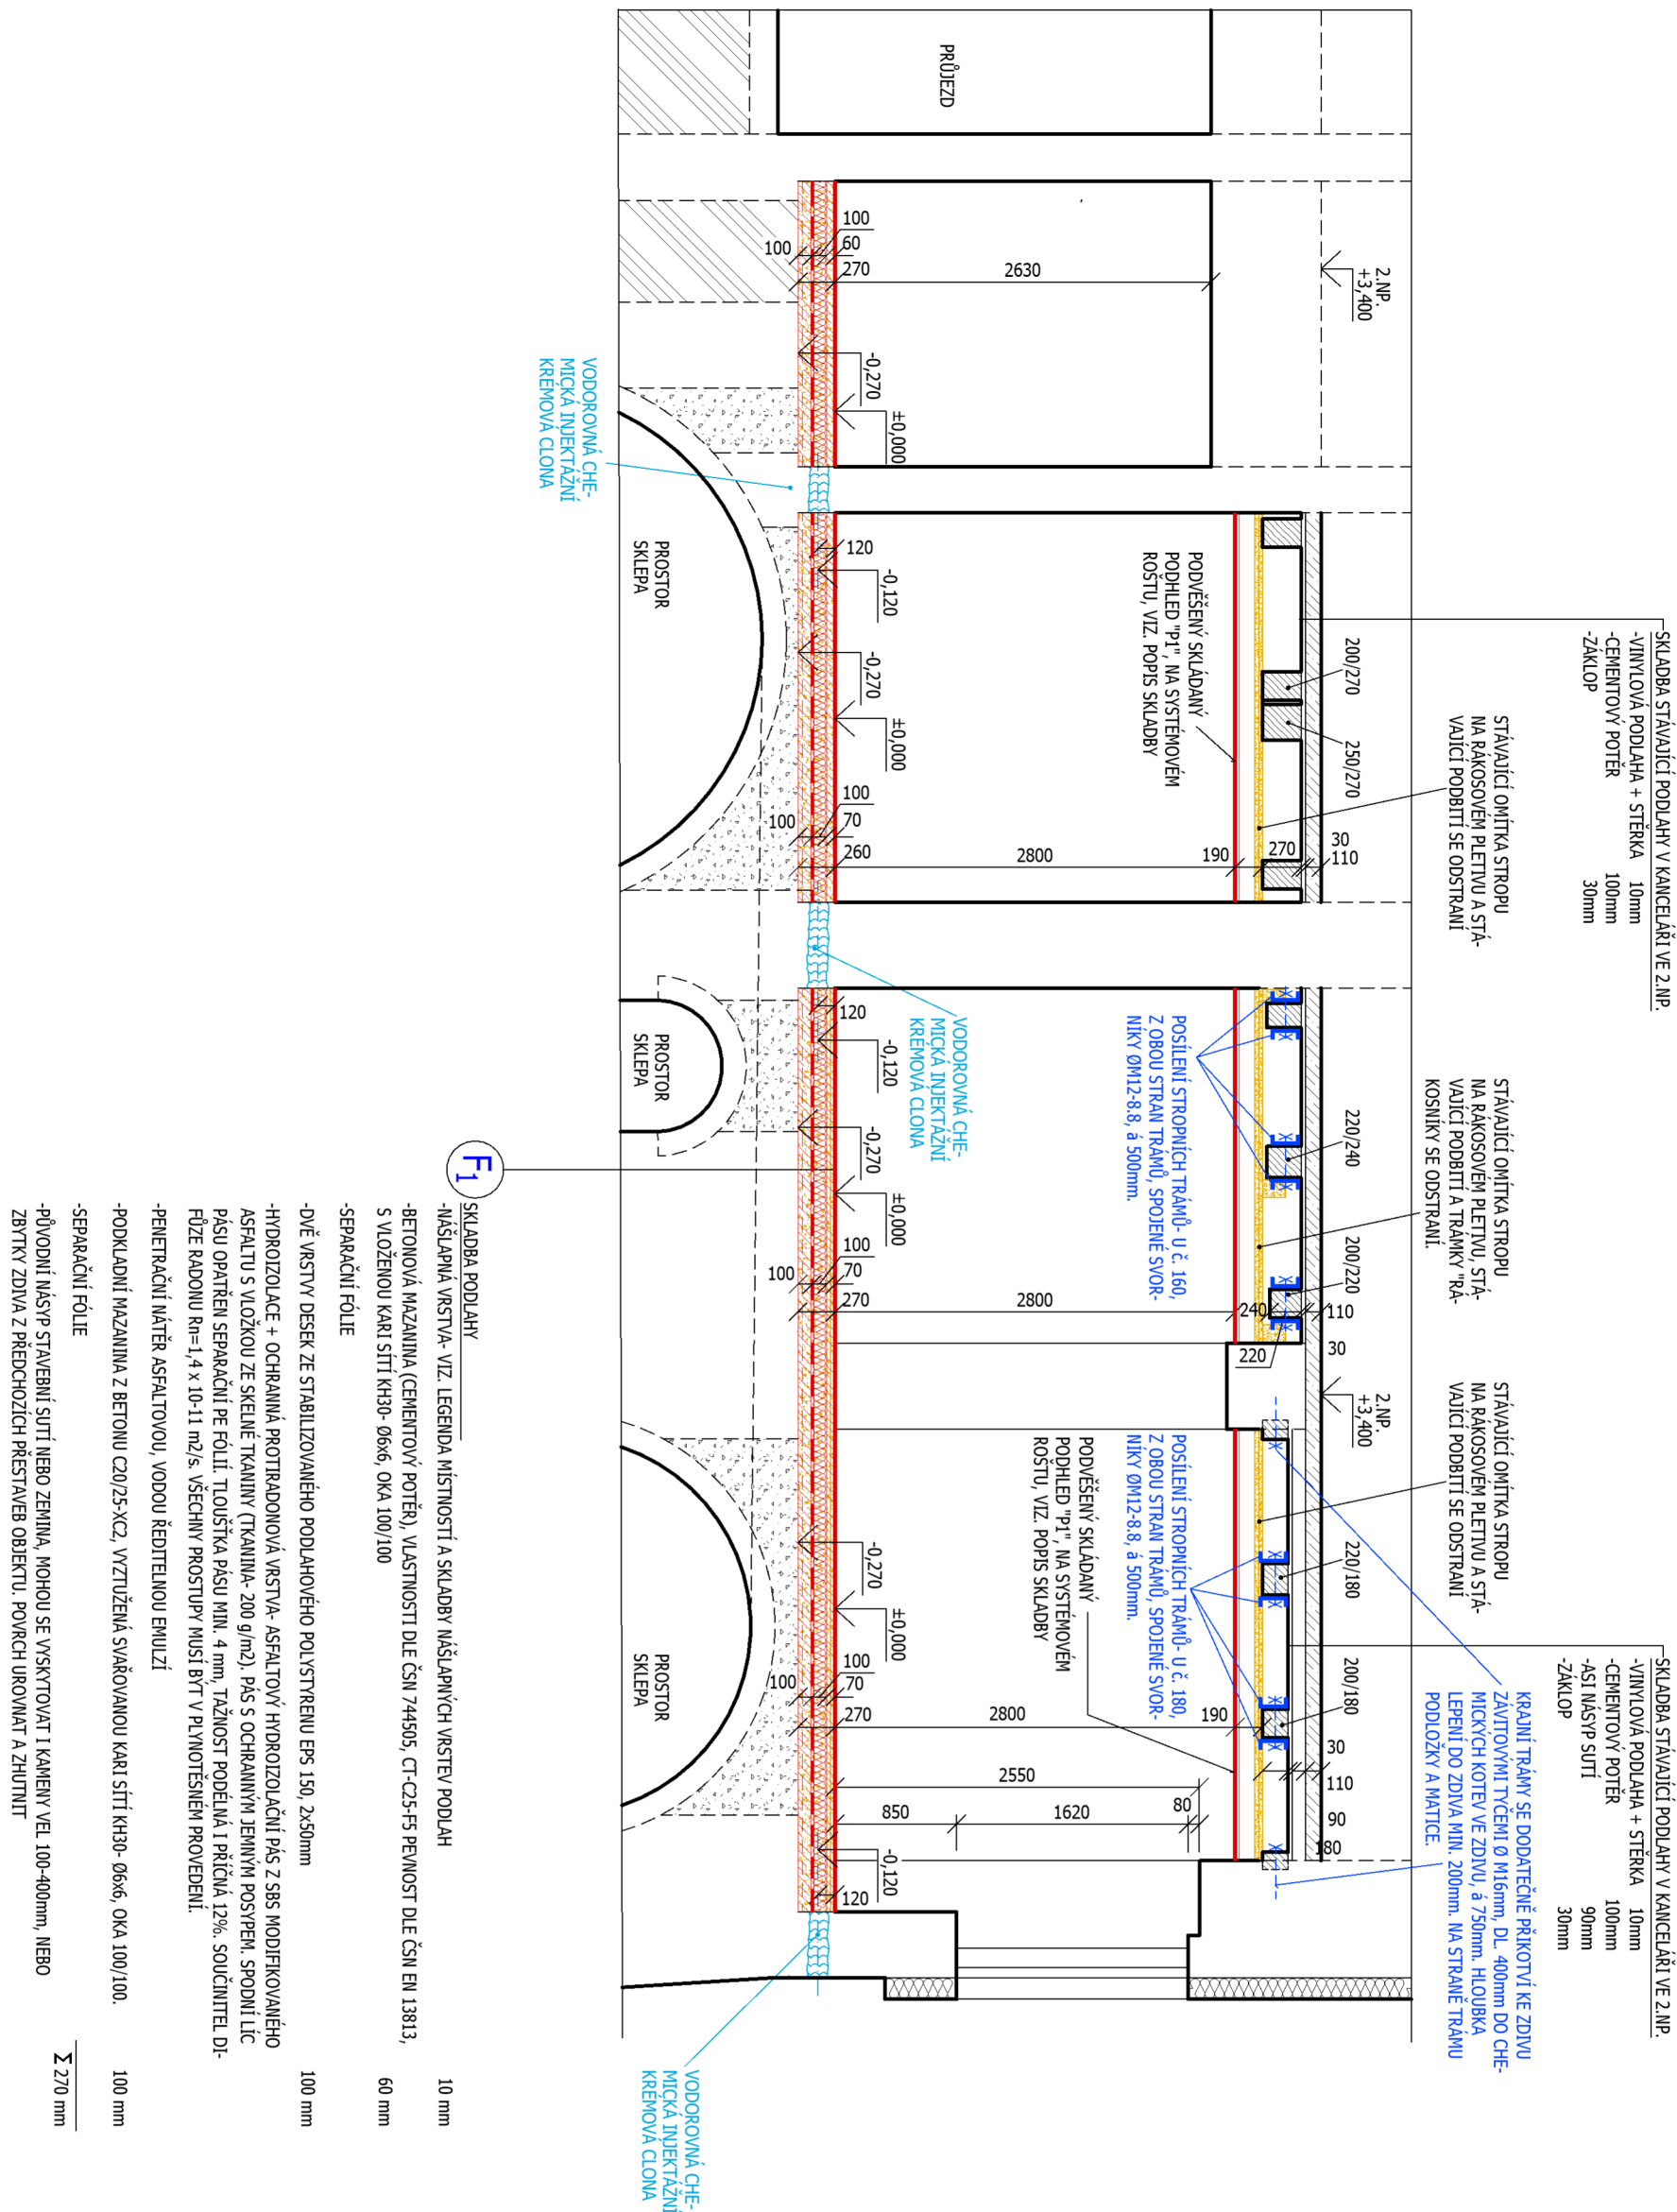 SKLADBA STÁVAJÍCÍ PODLAHY V KANCELÁŘI VE 2.NP.
-VINYLOVÁ PODLAHA + STĚRKA 10mm
-CEMENTOVÝ POTĚR 100mm
-ZÁKLOP 30mm
STÁVAJÍCÍ OMÍTKA STROPU
NA RÁKOSOVÉM PLETIVU A STÁ-
VAJÍCÍ PODBITÍ SE ODSTRANÍ
STÁVAJÍCÍ OMÍTKA STROPU
NA RÁKOSOVÉM PLETIVU, STÁ-
VAJÍCÍ PODBITÍ A TRÁMKY "RÁ-
KOSNÍKY SE ODSTRANÍ.
STÁVAJÍCÍ OMÍTKA STROPU
NA RÁKOSOVÉM PLETIVU A STÁ-
VAJÍCÍ PODBITÍ SE ODSTRANÍ
SKLADBA STÁVAJÍCÍ PODLAHY V KANCELÁŘI VE 2.NP.
-VINYLOVÁ PODLAHA + STĚRKA 10mm
-CEMENTOVÝ POTĚR 100mm
-ASI NÁSYP SUTÍ 90mm
-ZÁKLOP 30mm
KRAJNÍ TRÁMY SE DODATEČNĚ PŘIKOTVÍ KE ZDIVU
ZÁVITOVÝMI TYČEMI Ø M16mm, DL. 400mm DO CHE-
MICKÝCH KOTEV VE ZDIVU, á 750mm. HLOUBKA
LEPENÍ DO ZDIVA MIN. 200mm. NA STRANĚ TRÁMU
PODLOŽKY A MATICE.
2.NP.
+3,400
200/270
250/270
220/240
200/220
2.NP.
+3,400
220/180
200/180
30
110
270
190
110
30
240
220
30
110
90
180
190
PRŮJEZD
PODVĚŠENÝ SKLÁDANÝ
PODHLED "P1", NA SYSTÉMOVÉM
ROŠTU, VIZ. POPIS SKLADBY
POSÍLENÍ STROPNÍCH TRÁMŮ- U č. 160,
Z OBOU STRAN TRÁMŮ, SPOJENÉ SVOR-
NÍKY ØM12-8.8, á 500mm.
POSÍLENÍ STROPNÍCH TRÁMŮ- U č. 180,
Z OBOU STRAN TRÁMŮ, SPOJENÉ SVOR-
NÍKY ØM12-8.8, á 500mm.
PODVĚŠENÝ SKLÁDANÝ
PODHLED "P1", NA SYSTÉMOVÉM
ROŠTU, VIZ. POPIS SKLADBY
2630
2800
2800
2800
2550
850
1620
80
100
60
100
270
-0,270
±0,000
120
-0,120
-0,270
±0,000
100
70
100
260
VODOROVNÁ CHE-
MICKÁ INJEKTÁŽNÍ
KRÉMOVÁ CLONA
120
-0,120
-0,270
±0,000
100
70
100
270
-0,270
±0,000
100
70
100
270
-0,120
120
VODOROVNÁ CHE-
MICKÁ INJEKTÁŽNÍ
KRÉMOVÁ CLONA
PROSTOR
SKLEPA
PROSTOR
SKLEPA
PROSTOR
SKLEPA
VODOROVNÁ CHE-
MICKÁ INJEKTÁŽNÍ
KRÉMOVÁ CLONA
F1
SKLADBA PODLAHY
-NÁŠLAPNÁ VRSTVA- VIZ. LEGENDA MÍSTNOSTÍ A SKLADBY NÁŠLAPNÝCH VRSTEV PODLAH 10 mm
-BETONOVÁ MAZANINA (CEMENTOVÝ POTĚR), VLASTNOSTI DLE ČSN 744505, CT-C25-F5 PEVNOST DLE ČSN EN 13813,
S VLOŽENOU KARI SÍTÍ KH30- Ø6x6, OKA 100/100 60 mm
-SEPARAČNÍ FÓLIE
-DVĚ VRSTVY DESEK ZE STABILIZOVANÉHO PODLAHOVÉHO POLYSTYRENU EPS 150, 2x50mm 100 mm
-HYDROIZOLACE + OCHRANNÁ PROTIRADONOVÁ VRSTVA- ASFALTOVÝ HYDROIZOLAČNÍ PÁS Z SBS MODIFIKOVANÉHO
ASFALTU S VLOŽKOU ZE SKELNÉ TKANINY (TKANINA- 200 g/m2). PÁS S OCHRANNÝM JEMNÝM POSYPEM. SPODNÍ LÍC
PÁSU OPATŘEN SEPARAČNÍ PE FÓLIÍ. TLOUŠŤKA PÁSU MIN. 4 mm, TAŽNOST PODÉLNÁ I PŘÍČNÁ 12%. SOUČINITEL DI-
FŮZE RADONU Rn=1,4 x 10-11 m2/s. VŠECHNY PROSTUPY MUSÍ BÝT V PLYNOTĚSNÉM PROVEDENÍ.
-PENETRAČNÍ NÁTĚR ASFALTOVOU, VODOU ŘEDITELNOU EMULZÍ
-PODKLADNÍ MAZANINA Z BETONU C20/25-XC2, VYZTUŽENÁ SVAŘOVANOU KARI SÍTÍ KH30- Ø6x6, OKA 100/100. 100 mm
-SEPARAČNÍ FÓLIE
-PŮVODNÍ NÁSYP STAVEBNÍ SUTÍ NEBO ZEMINA, MOHOU SE VYSKYTOVAT I KAMENY VEL 100-400mm, NEBO
ZBYTKY ZDIVA Z PŘEDCHOZÍCH PŘESTAVEB OBJEKTU. POVRCH UROVNAT A ZHUTNIT
Σ 270 mm